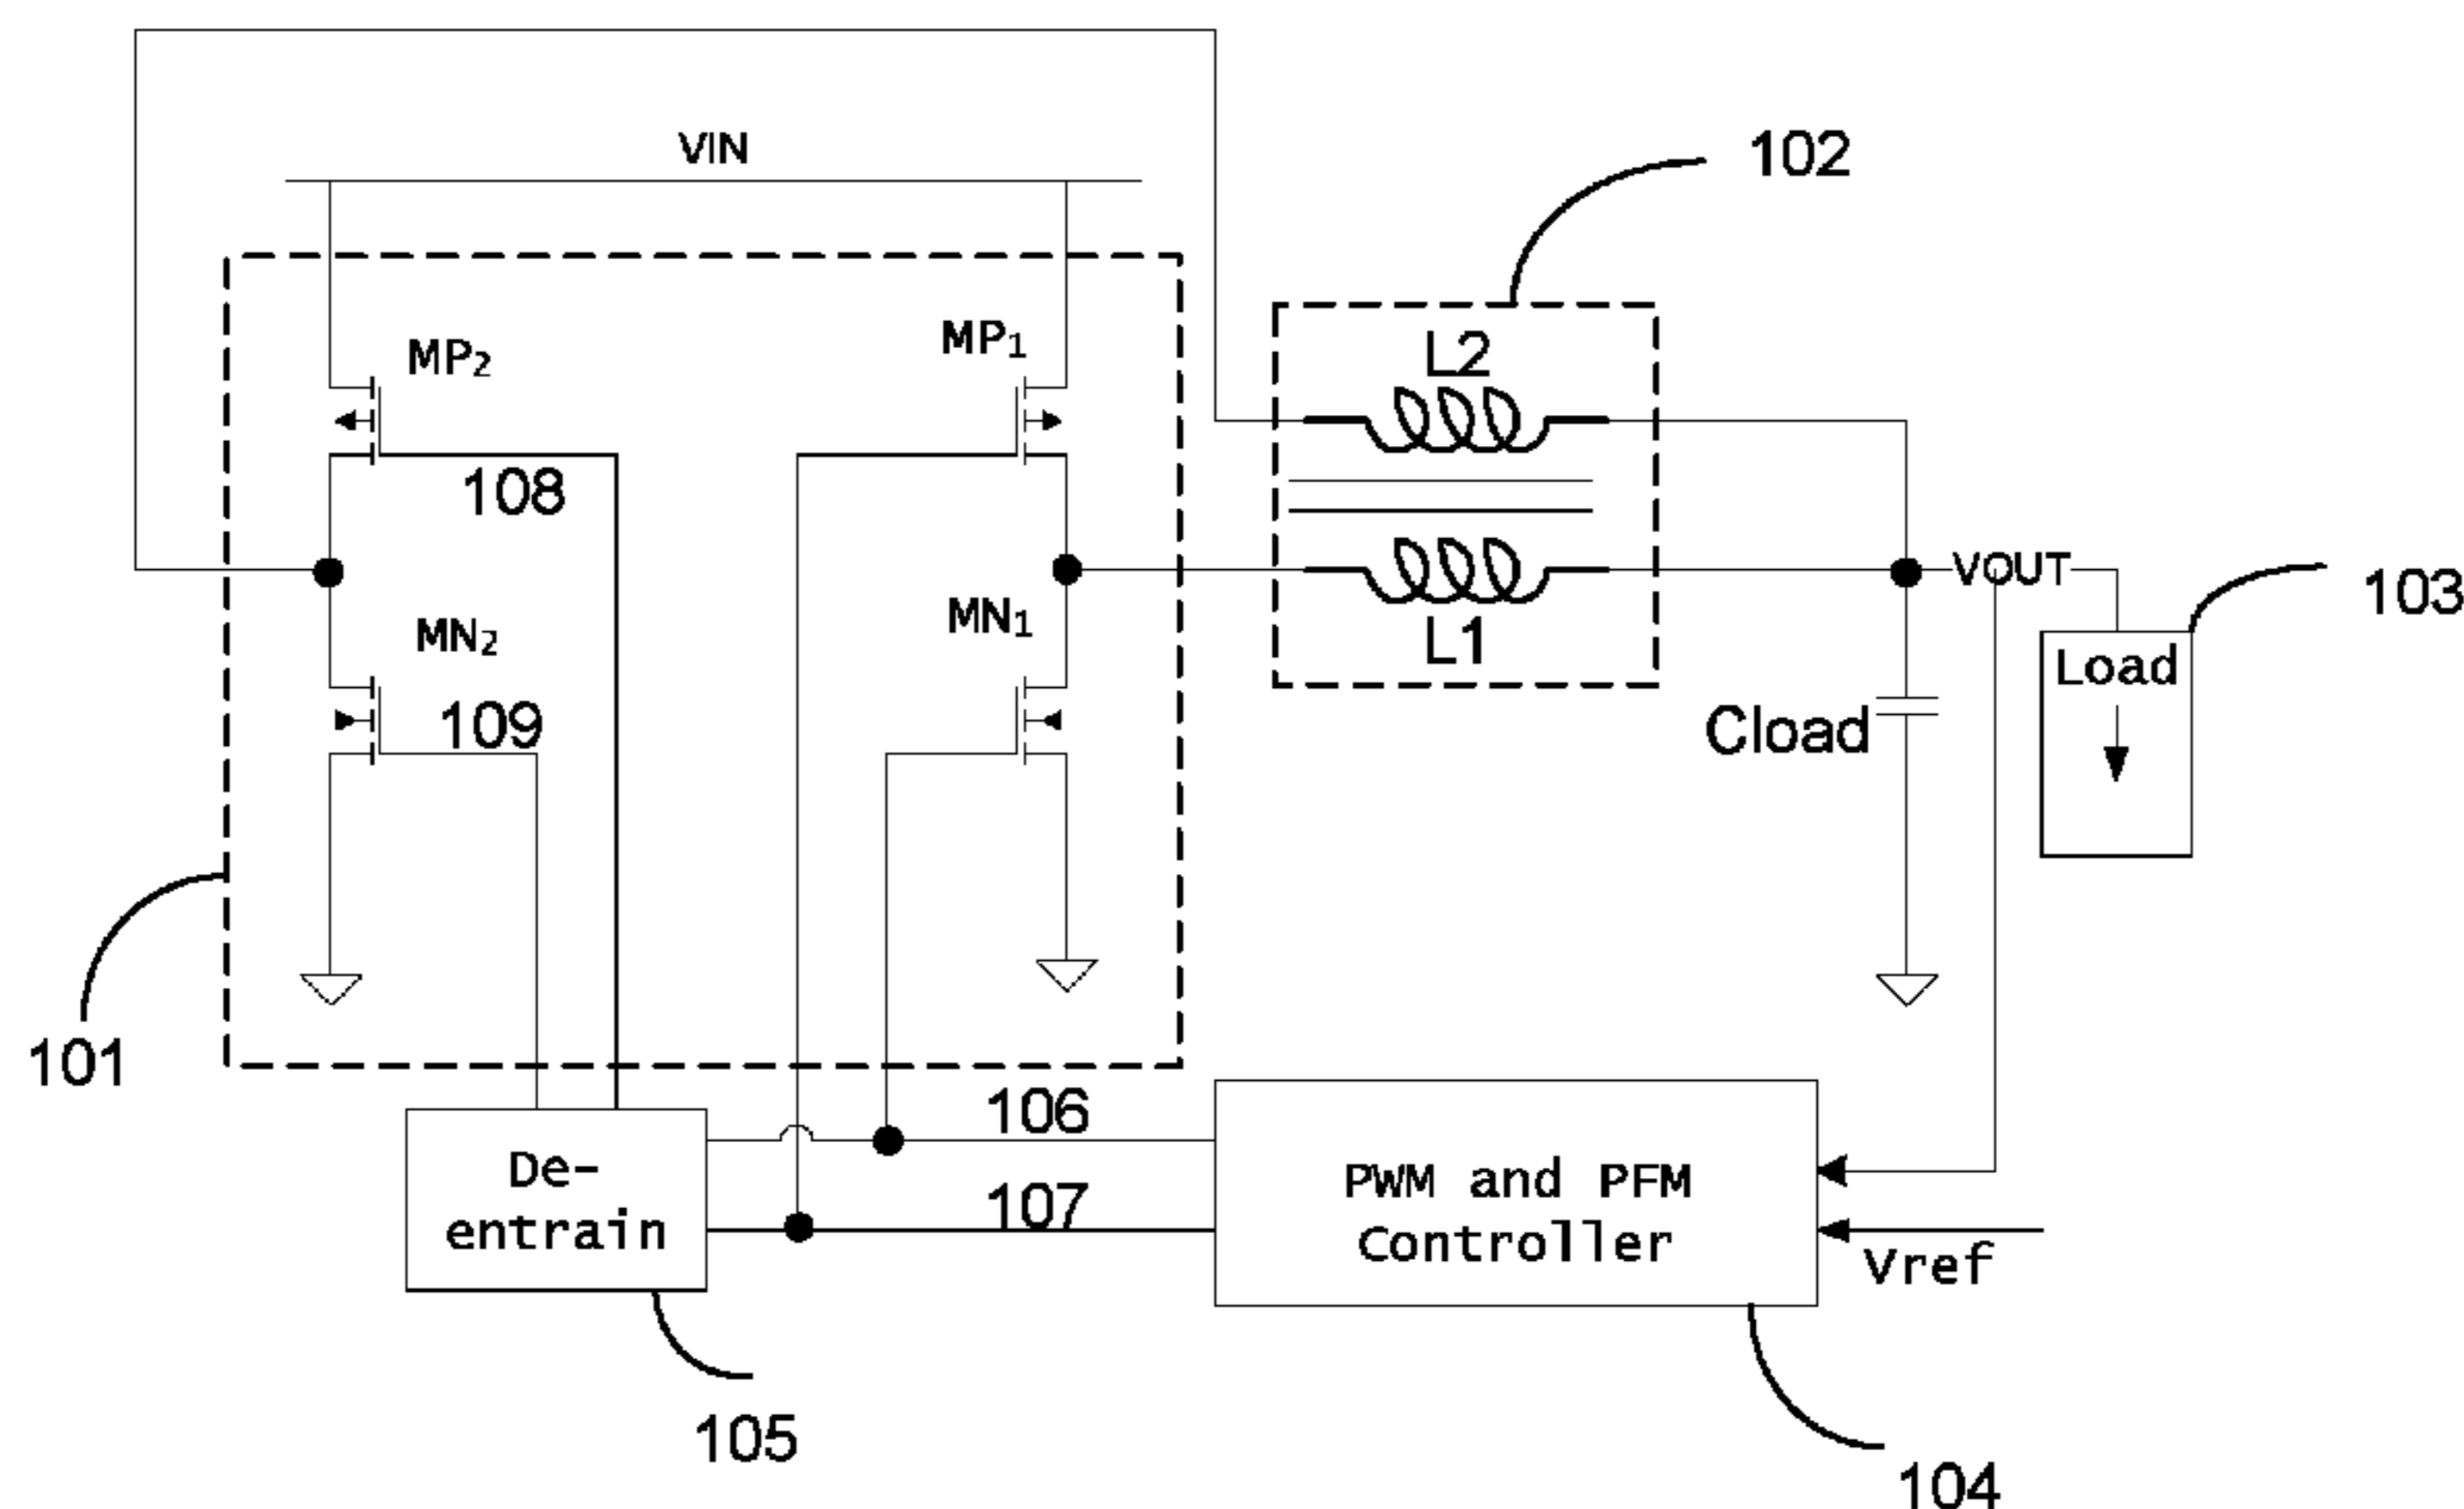 VIN
102
MP1
L2
MP2
108
VOUT
103
MN1
MN2
L1
Load
109
Cload
101
106
De-
entrain
PWM and PFM
Controller
107
Vref
105
104